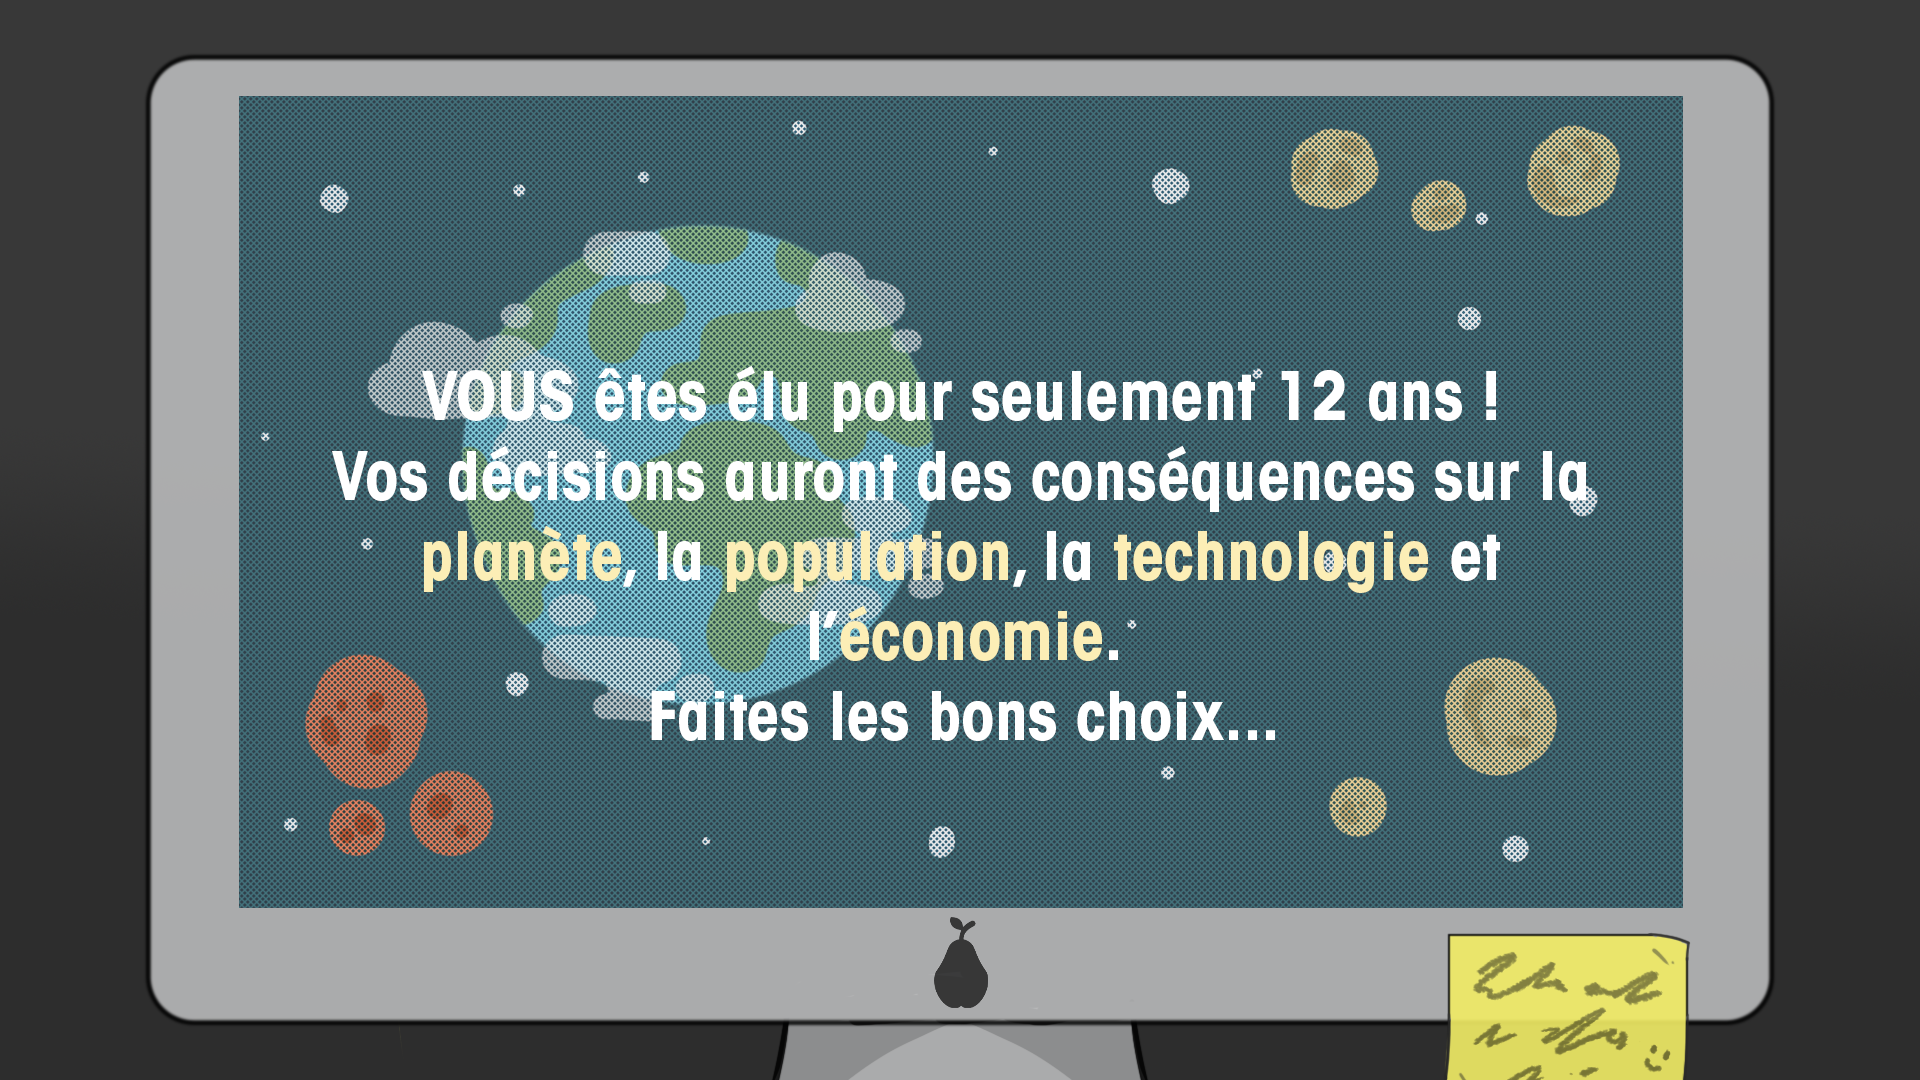 VOUS êtes élu pour seulement 12 ans !
Vos décisions auront des conséquences sur la
planète, la population, la technologie et
l'économie.
Faites les bons choix...